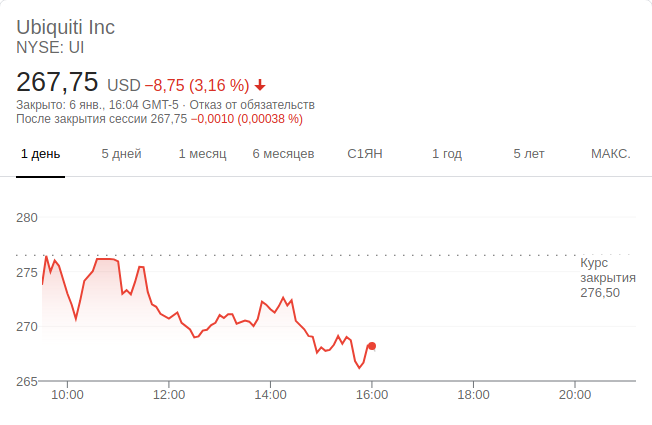 Ubiquiti Inc
NYSE: UI
267,75 USD −8,75 (3,16 %)
Закрыто: 6 янв., 16:04 GMT-5 · Отказ от обязательств
После закрытия сессии 267,75 −0,0010 (0,00038 %)
1 день 5 дней 1 месяц 6 месяцев С1ЯН 1 год 5 лет МАКС.
280
Курс
закрытия
276,50
275
270
265
10:00 12:00 14:00 16:00 18:00 20:00